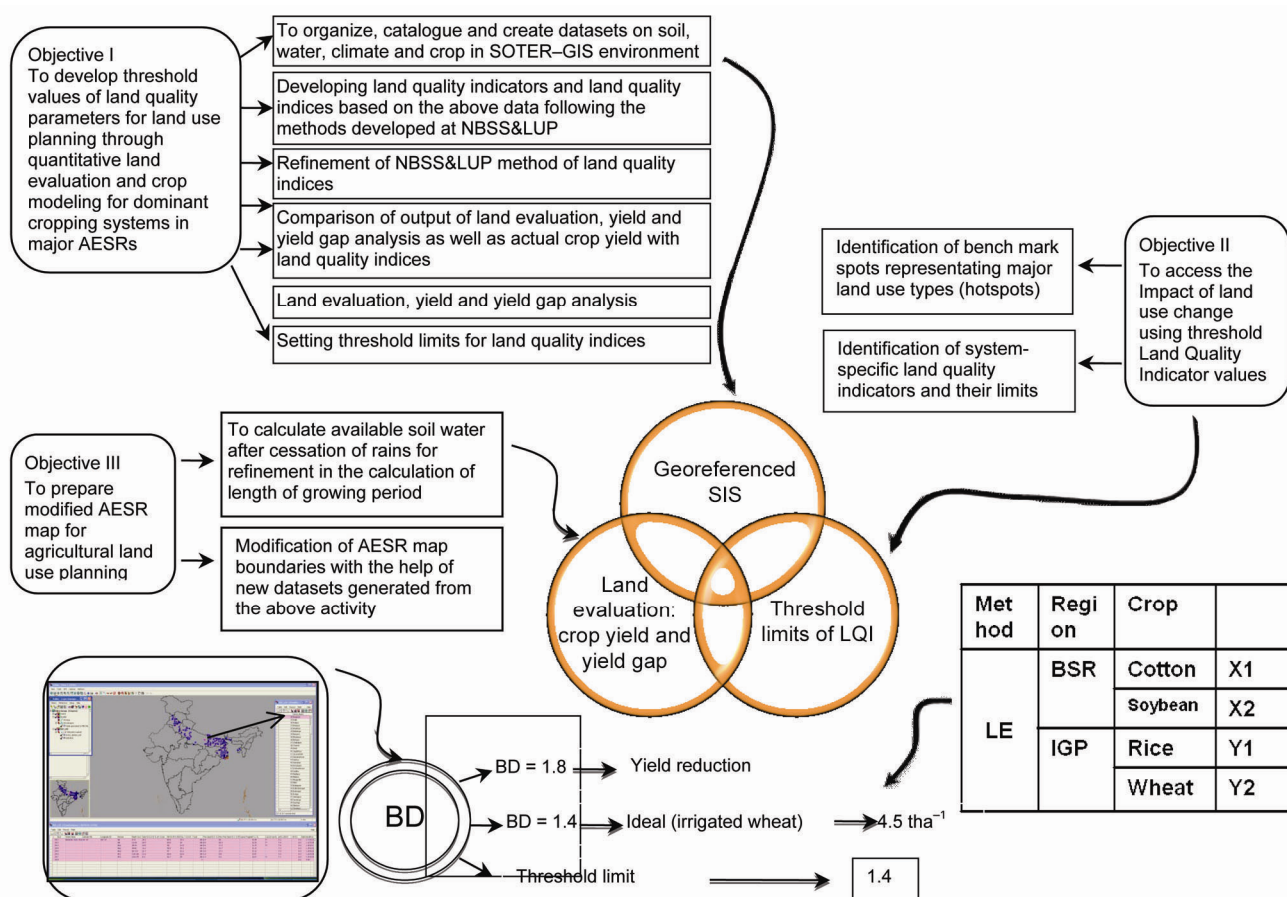 Objective I
To develop threshold
values of land quality
parameters for land use
planning through
quantitative land
evaluation and crop
modeling for dominant
cropping systems in
major AESRs
To organize, catalogue and create datasets on soil,
water, climate and crop in SOTER–GIS environment
Developing land quality indicators and land quality
indices based on the above data following the
methods developed at NBSS&LUP
Refinement of NBSS&LUP method of land quality
indices
Comparison of output of land evaluation, yield and
yield gap analysis as well as actual crop yield with
land quality indices
Land evaluation, yield and yield gap analysis
Setting threshold limits for land quality indices
Identification of bench mark
spots representating major
land use types (hotspots)
Identification of system-
specific land quality
indicators and their limits
Objective II
To access the
Impact of land
use change
using threshold
Land Quality
Indicator values
Objective III
To prepare
modified AESR
map for
agricultural land
use planning
To calculate available soil water
after cessation of rains for
refinement in the calculation of
length of growing period
Modification of AESR map
boundaries with the help of
new datasets generated from
the above activity
Georeferenced
SIS
Land
evaluation:
crop yield and
yield gap
Threshold
limits of LQI
Met
hod
Regi
on
Crop
LE
BSR
Cotton
X1
Soybean
X2
IGP
Rice
Y1
Wheat
Y2
BD
BD = 1.8
Yield reduction
BD = 1.4
Ideal (irrigated wheat)
4.5 tha⁻¹
Threshold limit
1.4